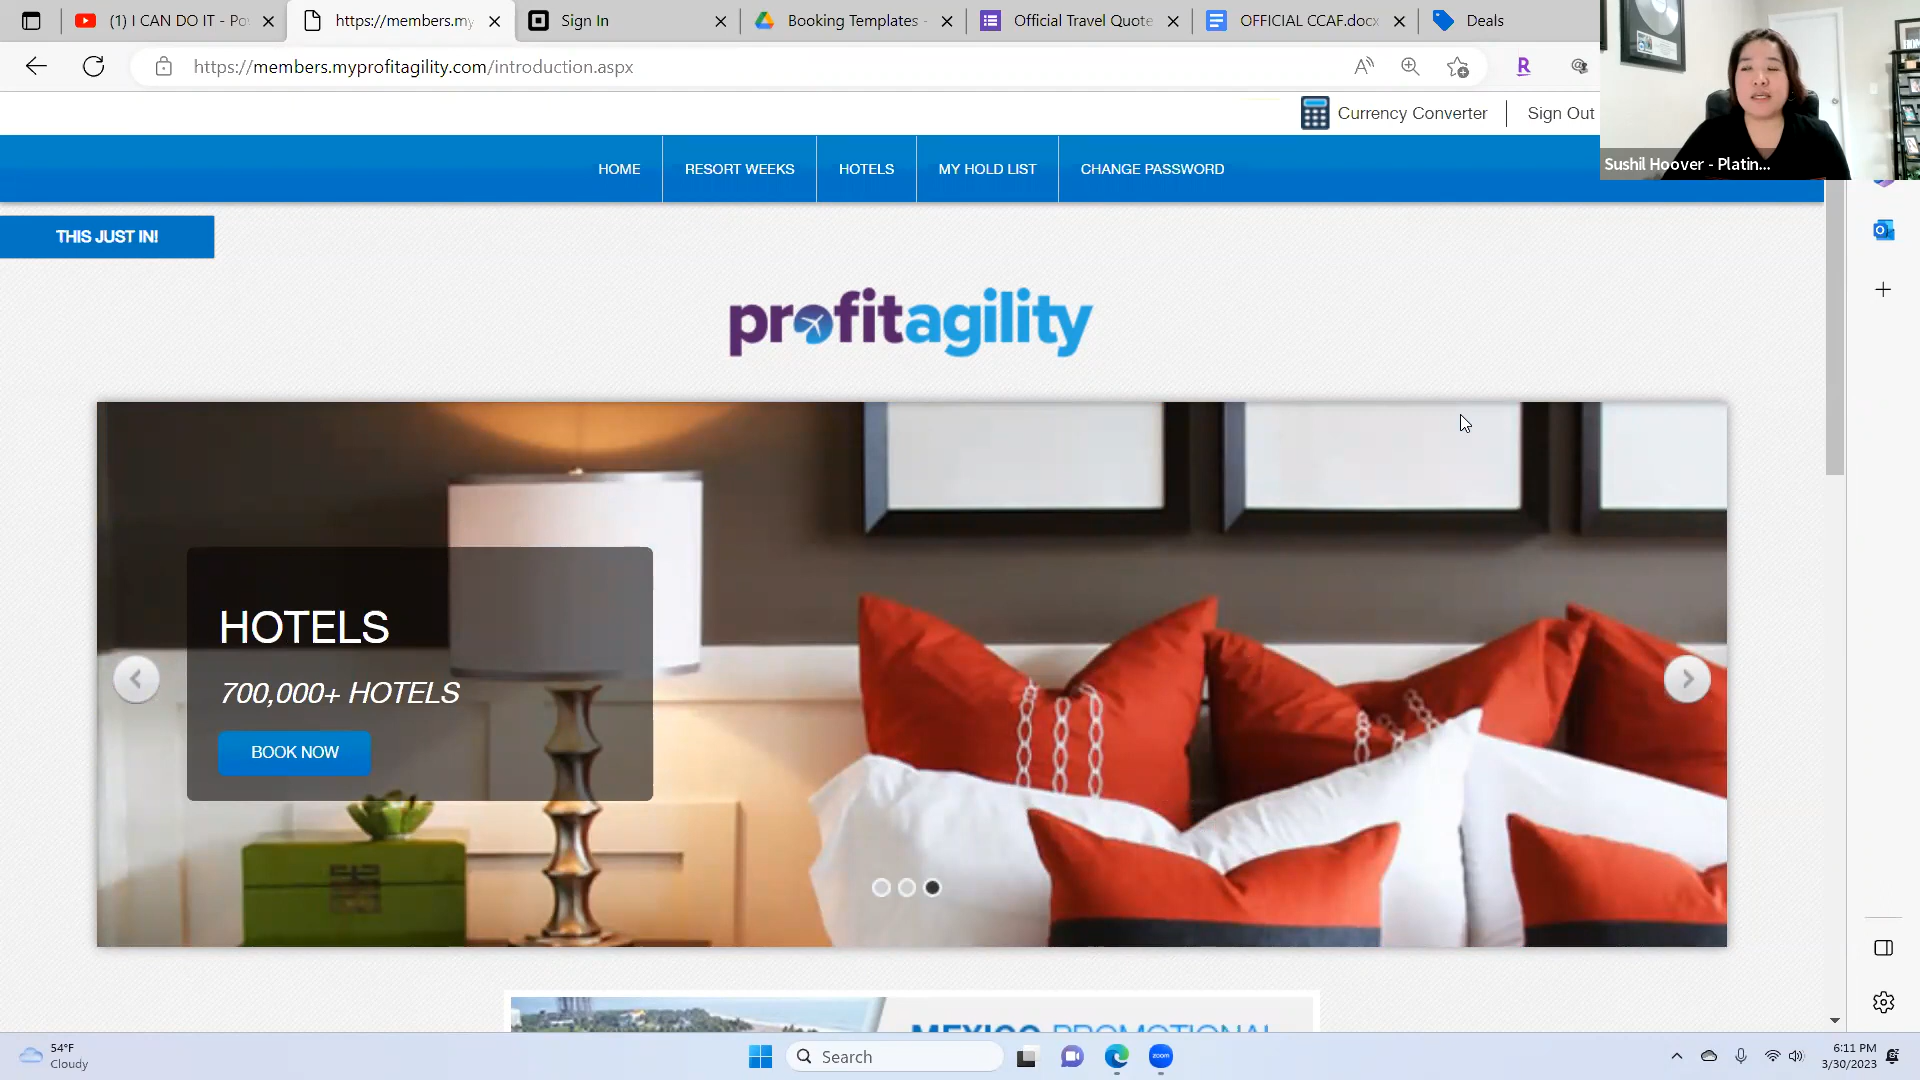 (1) I CAN DO IT - Po
https://members.my
Sign In
Booking Templates -
Official Travel Quote
OFFICIAL CCAF.docx
Deals
https://members.myprofitagility.com/introduction.aspx
Currency Converter
Sign Out
Sushil Hoover - Platin...
HOME
RESORT WEEKS
HOTELS
MY HOLD LIST
CHANGE PASSWORD
THIS JUST IN!
profitagility
HOTELS
700,000+ HOTELS
BOOK NOW
MEXICO PROMOTIONAL
54°F
Cloudy
Search
zoom
6:11 PM
3/30/2023